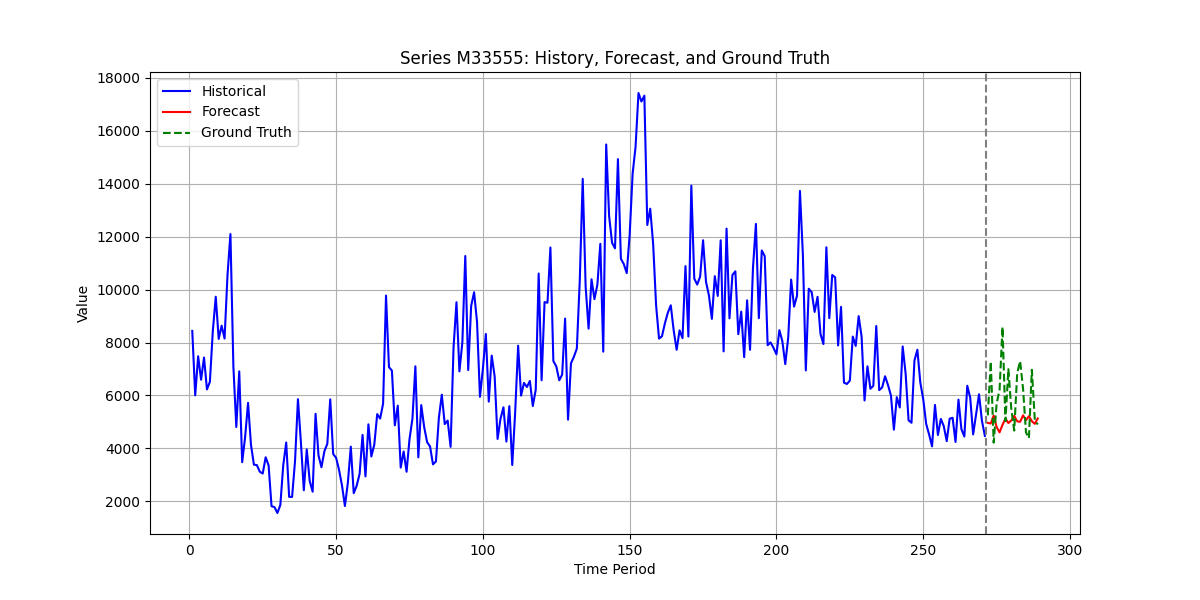 Series M33555: History, Forecast, and Ground Truth
18000
16000
14000
12000
10000
8000
6000
4000
2000
Value
Historical
Forecast
Ground Truth
0
50
100
150
200
250
300
Time Period